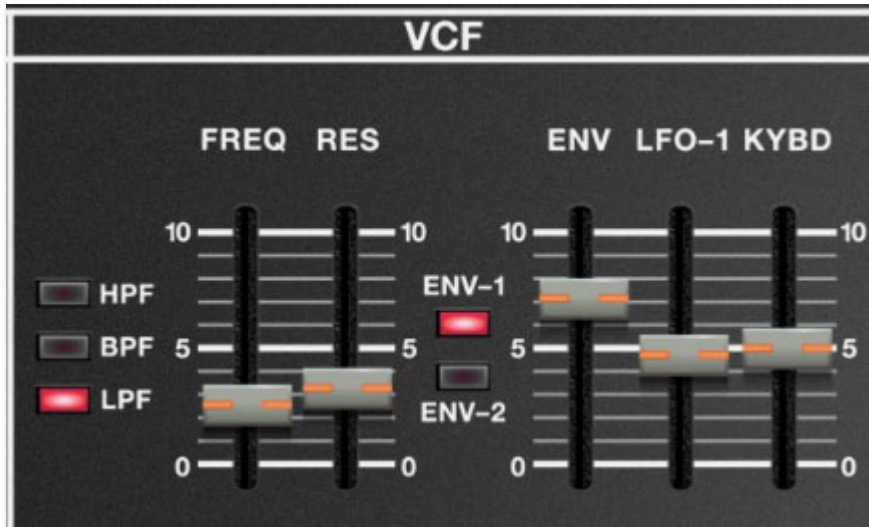 VCF
FREQ RES ENV LFO-1 KYBD
10 10 10 10
HPF
ENV-1
BPF
5 5 5
LPF
ENV-2
0 0 0 0